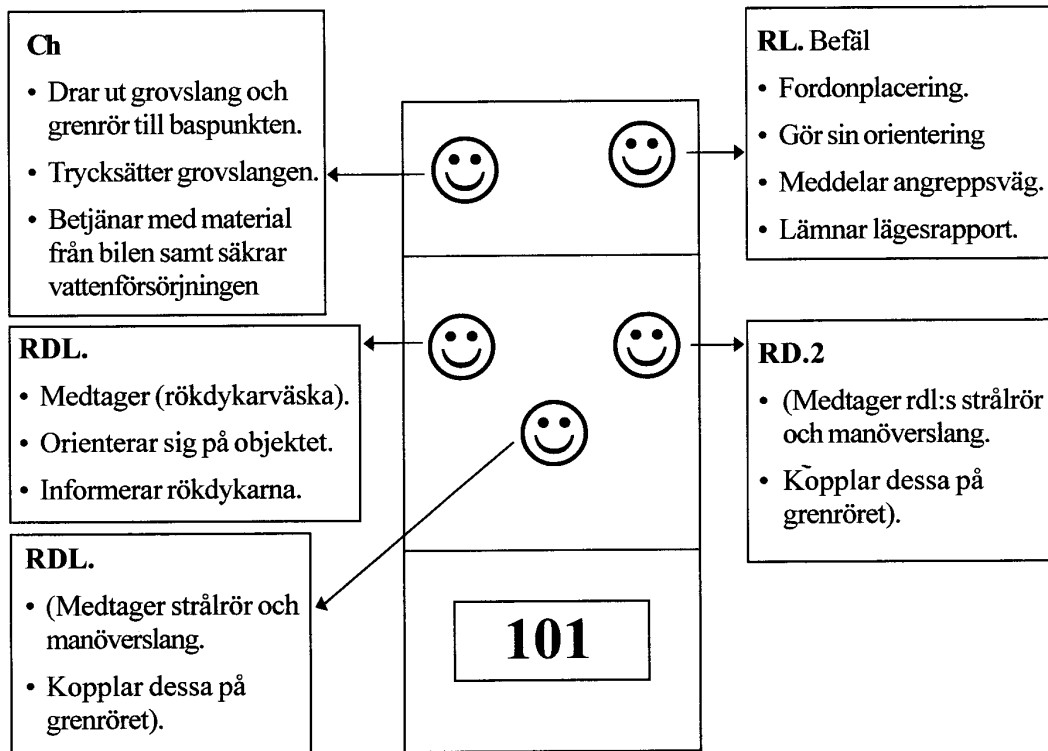 Ch
• Drar ut grovslang och
grenrör till baspunkten.
• Trycksätter grovslangen.
• Betjänar med material
från bilen samt säkrar
vattenförsörjningen
RL. Befäl
• Fordonplacering.
• Gör sin orientering
• Meddelar angreppsväg.
• Lämnar lägesrapport.
RDL.
• Medtager (rökdykarväska).
• Orienterar sig på objektet.
• Informerar rökdykarna.
RD.2
• (Medtager rdl:s strålrör
och manöverslang.
• Kopplar dessa på
grenröret).
RDL.
• (Medtager strålrör och
manöverslang.
• Kopplar dessa på
grenröret).
101